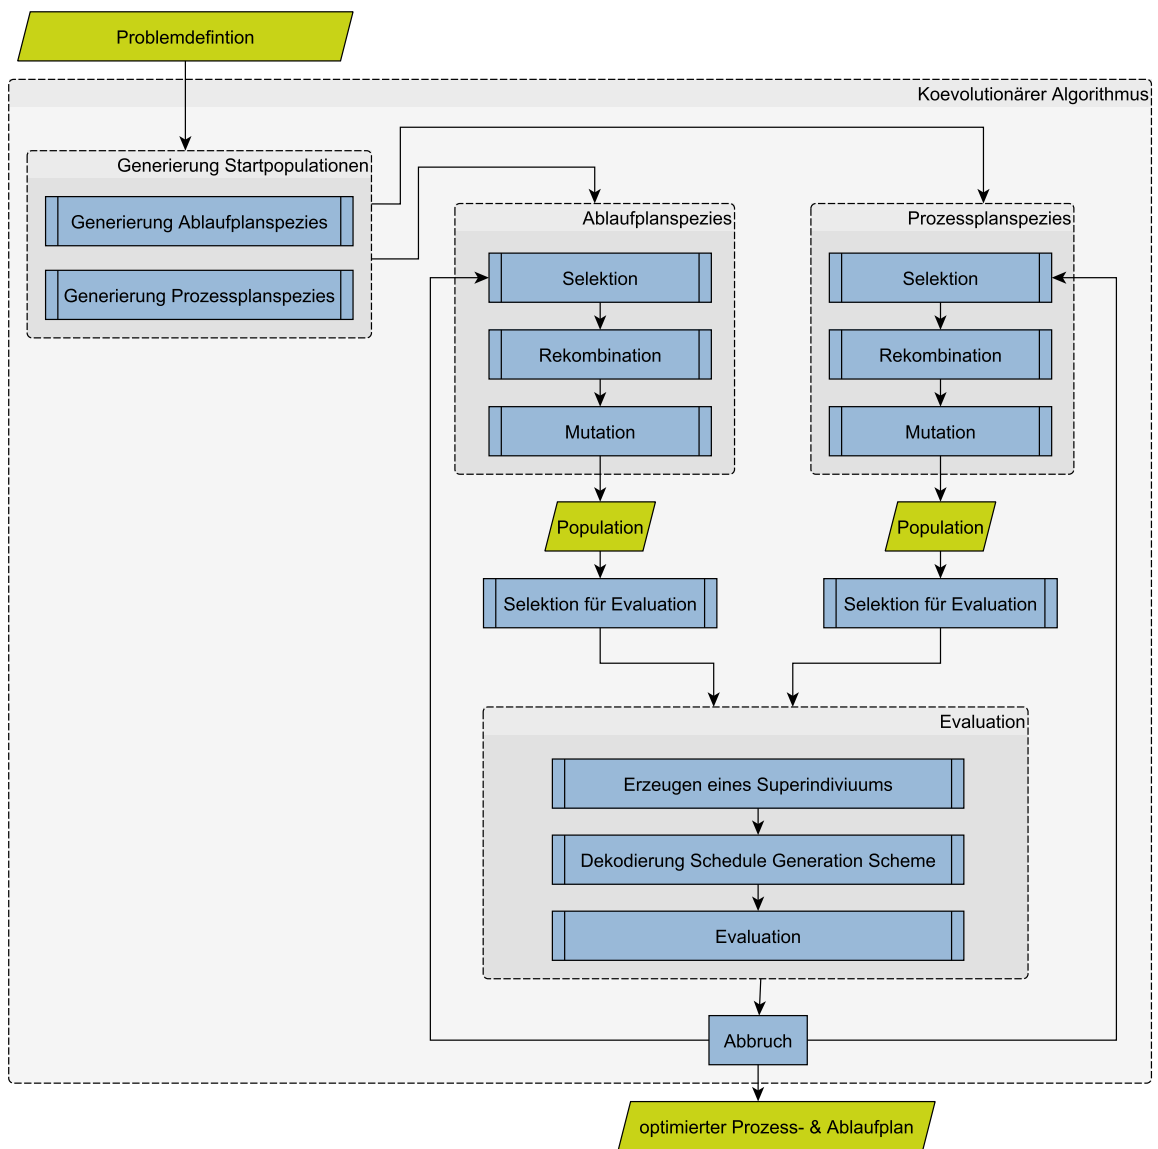 Problemdefintion
Koevolutionärer Algorithmus
Generierung Startpopulationen
Generierung Ablaufplanspezies
Generierung Prozessplanspezies
Ablaufplanspezies
Selektion
Rekombination
Mutation
Population
Selektion für Evaluation
Prozessplanspezies
Selektion
Rekombination
Mutation
Population
Selektion für Evaluation
Evaluation
Erzeugen eines Superindiviuums
Dekodierung Schedule Generation Scheme
Evaluation
Abbruch
optimierter Prozess- & Ablaufplan